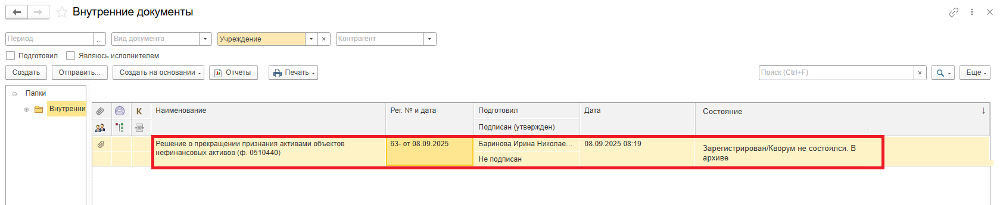 Внутренние документы
Период ...
Вид документа
Учреждение
Контрагент
Подготовил
Являюсь исполнителем
Создать
Отправить...
Создать на основании
Отчеты
Печать
Поиск (Ctrl+F)
Еще
Папки
Внутренни
К
Наименование
Рег. № и дата
Подготовил
Дата
Состояние
Подписан (утвержден)
Решение о прекращении признания активами объектов
нефинансовых активов (ф. 0510440)
63- от 08.09.2025
Баринова Ирина Николае...
Не подписан
08.09.2025 08:19
Зарегистрирован/Кворум не состоялся. В
архиве